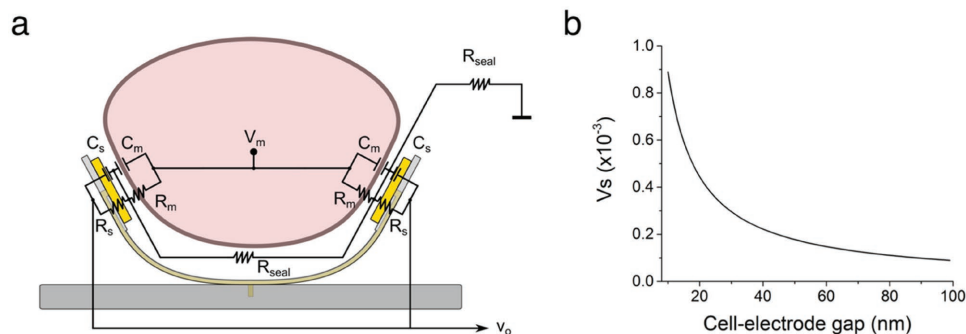 a
R_seal
V_m
C_s C_m C_m C_s
R_m R_m
R_s R_s
R_seal
v_o
b
Vs (x10^-3)
1.0
0.8
0.6
0.4
0.2
0.0
20 40 60 80 100
Cell-electrode gap (nm)